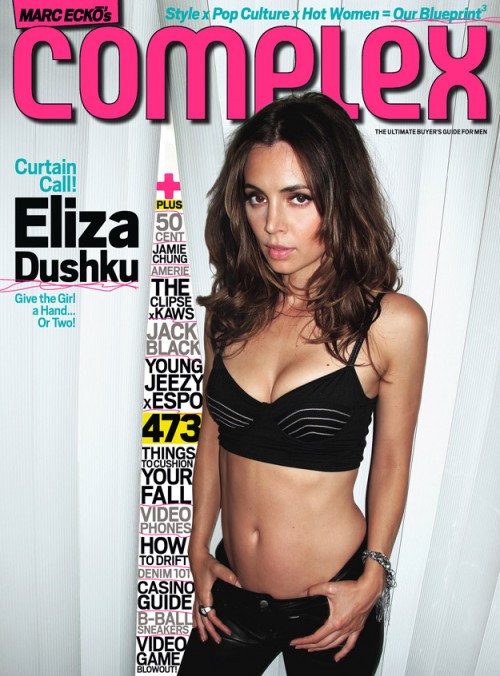 MARC ECKŌ's
Style x Pop Culture x Hot Women = Our Blueprint³
COMPLEX
THE ULTIMATE BUYER'S GUIDE FOR MEN
Curtain
Call!
Eliza
Dushku
Give the Girl
a Hand...
Or Two!
+
PLUS
50
CENT
JAMIE
CHUNG
AMERIE
THE
CLIPSE
xKAWS
JACK
BLACK
YOUNG
JEEZY
xESPO
473
THINGS
TO CUSHION
YOUR
FALL
VIDEO
PHONES
HOW
TO DRIFT
DENIM 101
CASINO
GUIDE
B-BALL
SNEAKERS
VIDEO
GAME
BLOWOUT!